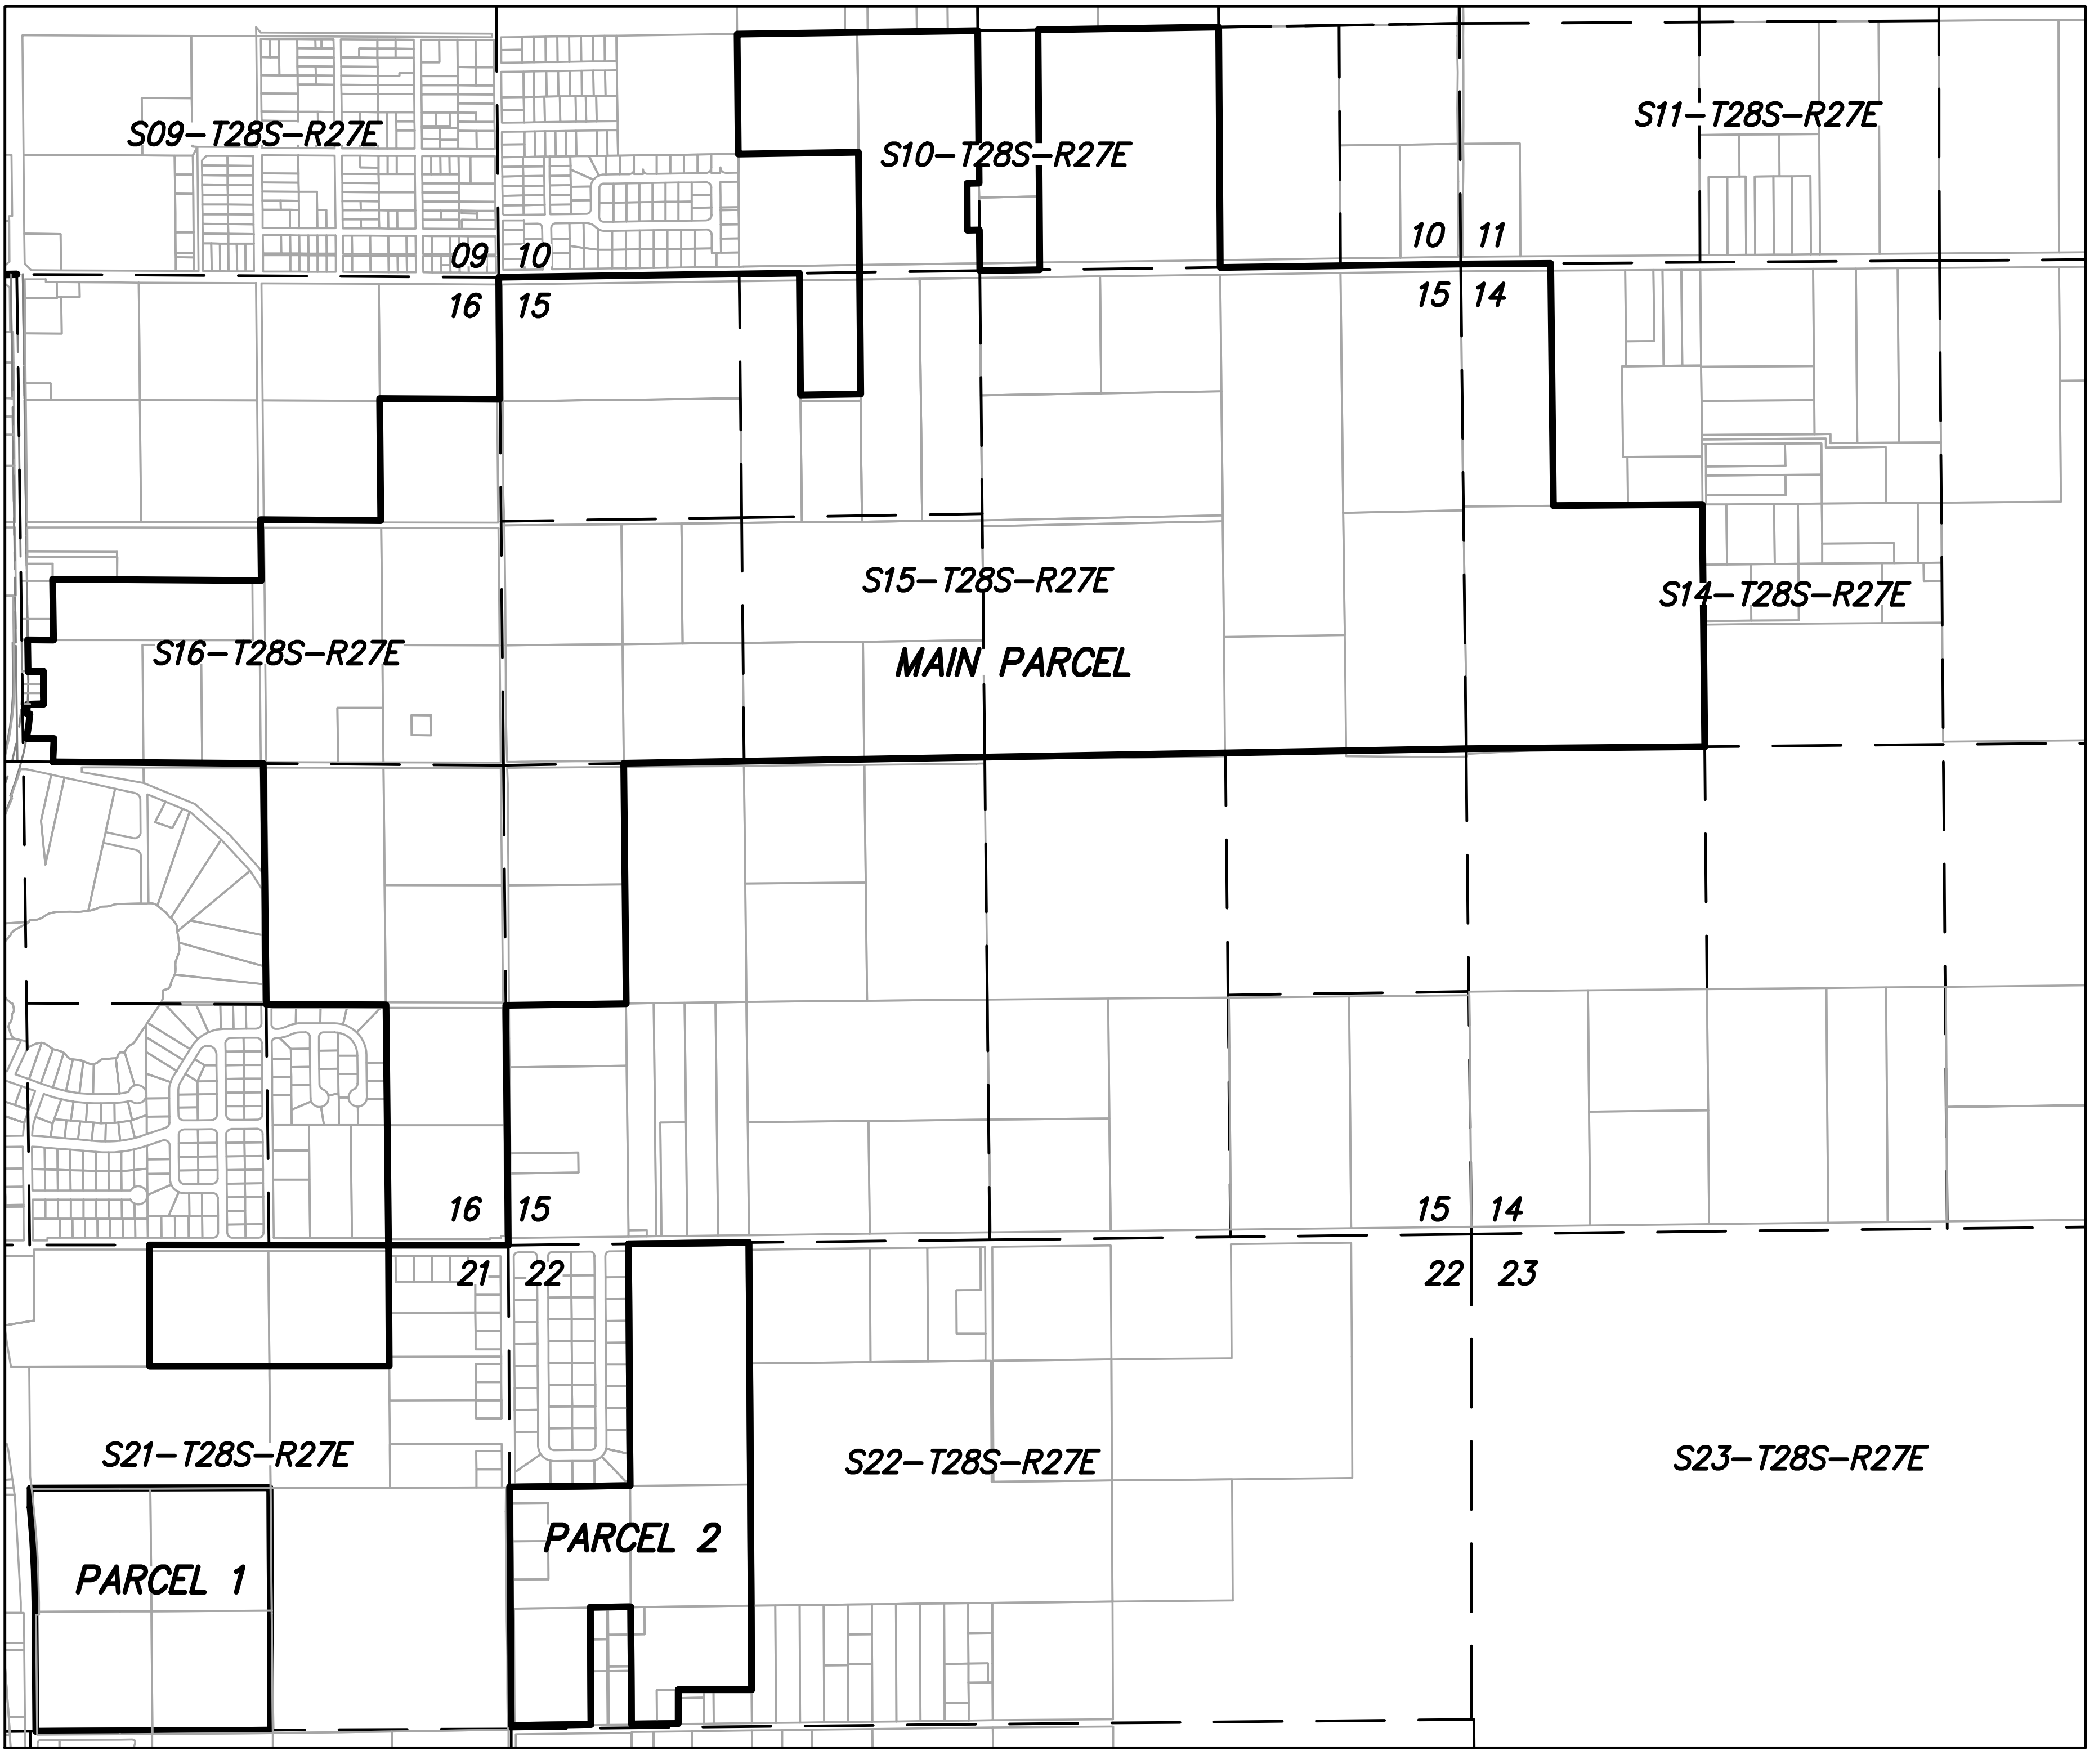 S09-T28S-R27E
S10-T28S-R27E
S11-T28S-R27E
09 10
10 11
16 15
15 14
S16-T28S-R27E
S15-T28S-R27E
S14-T28S-R27E
MAIN PARCEL
16 15
15 14
21 22
22 23
S21-T28S-R27E
S22-T28S-R27E
S23-T28S-R27E
PARCEL 1
PARCEL 2